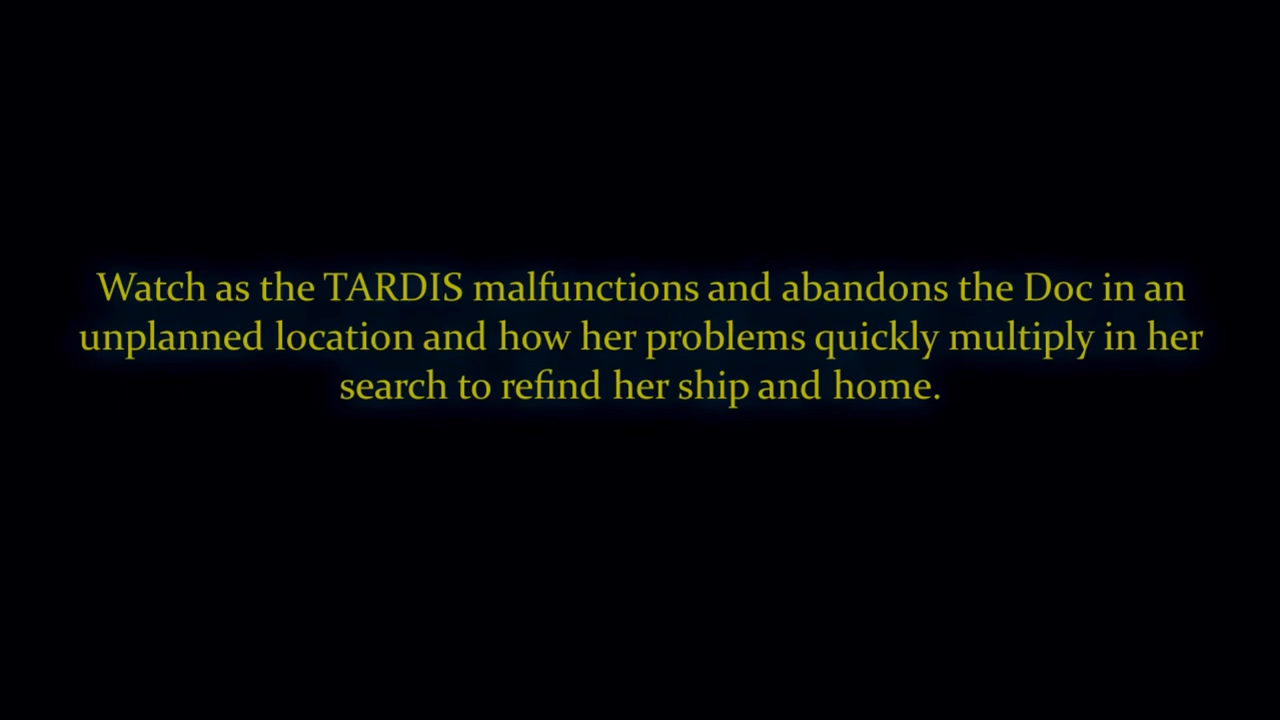 Watch as the TARDIS malfunctions and abandons the Doc in an
unplanned location and how her problems quickly multiply in her
search to refind her ship and home.